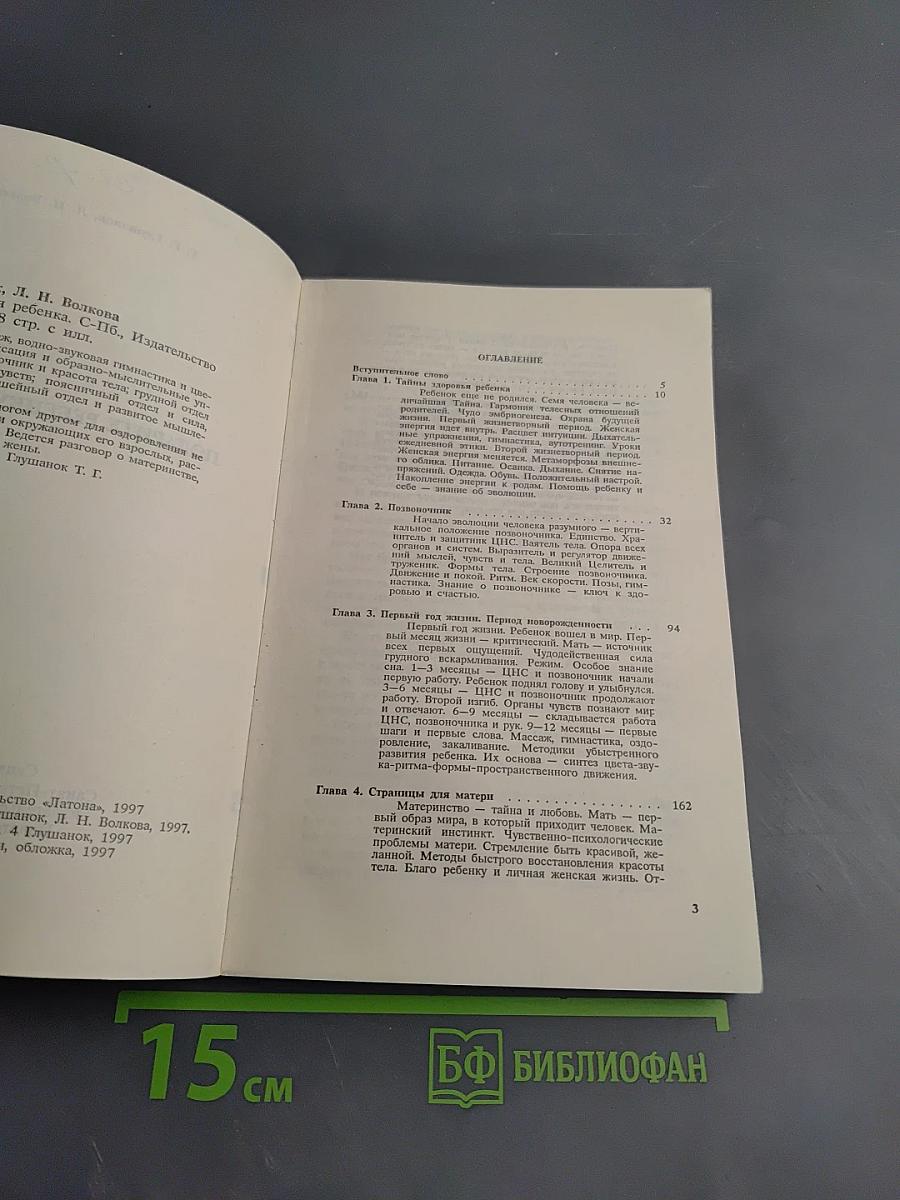 , Л. Н. Волкова
я ребенка. С-Пб., Издательство
8 стр. с илл.
ж, водно-звуковая гимнастика и цве-
ксация и образно-мыслительные уп-
очник и красота тела; грудной отдел
увств; поясничный отдел и сила,
шейный отдел и развитое мышле-
огом другом для оздоровления не
и окружающих его взрослых, рас-
Ведется разговор о материнстве,
жены.
Глушанок Т. Г.
льство «Латона», 1997
ушанок, Л. Н. Волкова, 1997.
4 Глушанок, 1997
н, обложка, 1997
ОГЛАВЛЕНИЕ
Вступительное слово . . . . . . . . . . . . . . . . . . . . 5
Глава 1. Тайны здоровья ребенка . . . . . . . . . . . . . . 10
Ребенок еще не родился. Семя человека — ве-
личайшая Тайна. Гармония телесных отношений
родителей. Чудо эмбриогенеза. Охрана будущей
жизни. Первый жизнетворный период. Женская
энергия идет внутрь. Расцвет интуиции. Дыхатель-
ные упражнения, гимнастика, аутотренинг. Уроки
ежедневной этики. Второй жизнетворный период.
Женская энергия меняется. Метаморфозы внешне-
го облика. Питание. Осанка. Дыхание. Снятие на-
пряжений. Одежда. Обувь. Положительный настрой.
Накопление энергии к родам. Помощь ребенку и
себе — знание об эволюции.
Глава 2. Позвоночник . . . . . . . . . . . . . . . . . . 32
Начало эволюции человека разумного — верти-
кальное положение позвоночника. Единство. Хра-
нитель и защитник ЦНС. Ваятель тела. Опора всех
органов и систем. Выразитель и регулятор движе-
ний мыслей, чувств и тела. Великий Целитель и
труженик. Формы тела. Строение позвоночника.
Движение и покой. Ритм. Век скорости. Позы, гим-
настика. Знание о позвоночнике — ключ к здо-
ровью и счастью.
Глава 3. Первый год жизни. Период новорожденности . . . 94
Первый год жизни. Ребенок вошел в мир. Пер-
вый месяц жизни — критический. Мать — источник
всех первых ощущений. Чудодейственная сила
грудного вскармливания. Режим. Особое знание
сна. 1—3 месяцы — ЦНС и позвоночник начали
первую работу. Ребенок поднял голову и улыбнулся.
3—6 месяцы — ЦНС и позвоночник продолжают
работу. Второй изгиб. Органы чувств познают мир
и отвечают. 6—9 месяцы — складывается работа
ЦНС, позвоночника и рук. 9—12 месяцы — первые
шаги и первые слова. Массаж, гимнастика, оздо-
ровление, закаливание. Методики убыстренного
развития ребенка. Их основа — синтез цвета-зву-
ка-ритма-формы-пространственного движения.
Глава 4. Страницы для матери . . . . . . . . . . . . . . 162
Материнство — тайна и любовь. Мать — пер-
вый образ мира, в который приходит человек. Ма-
теринский инстинкт. Чувственно-психологические
проблемы матери. Стремление быть красивой, же-
ланной. Методы быстрого восстановления красоты
тела. Благо ребенку и личная женская жизнь. От-
3
15 см
БФ БИБЛИОФАН